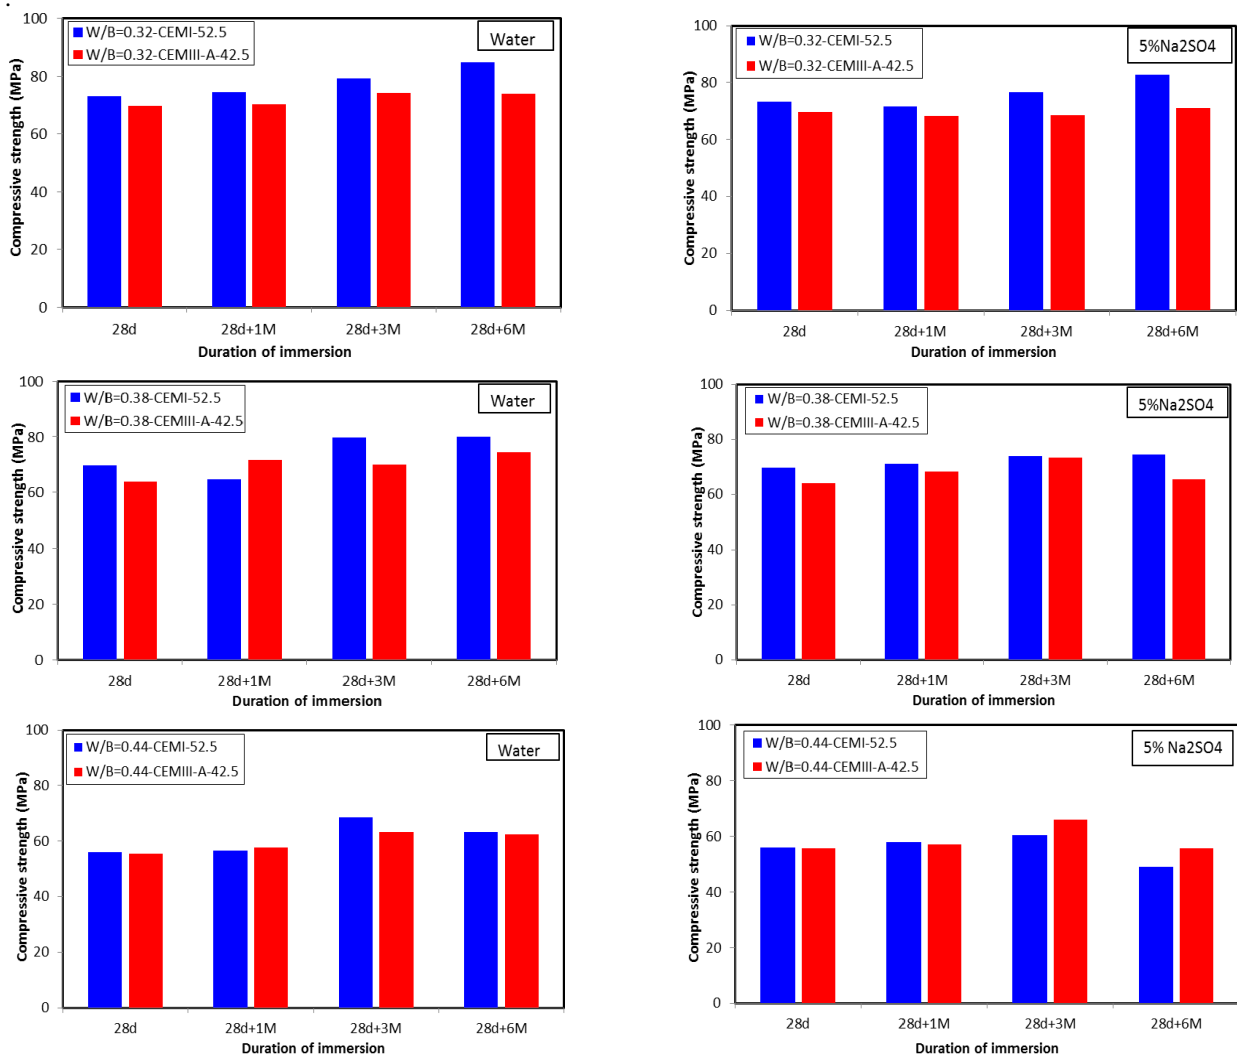 .
100
80
60
40
20
0
Compressive strength (MPa)
W/B=0.32-CEMI-52.5
W/B=0.32-CEMIII-A-42.5
Water
28d 28d+1M 28d+3M 28d+6M
Duration of immersion
100
80
60
40
20
0
Compressive strength (MPa)
W/B=0.32-CEMI-52.5
W/B=0.32-CEMIII-A-42.5
5%Na2SO4
28d 28d+1M 28d+3M 28d+6M
Duration of immersion
100
80
60
40
20
0
Compressive strength (MPa)
W/B=0.38-CEMI-52.5
W/B=0.38-CEMIII-A-42.5
Water
28d 28d+1M 28d+3M 28d+6M
Duration of immersion
100
80
60
40
20
0
Compressive strength (MPa)
W/B=0.38-CEMI-52.5
W/B=0.38-CEMIII-A-42.5
5%Na2SO4
28d 28d+1M 28d+3M 28d+6M
Duration of immersion
100
80
60
40
20
0
Compressive strength (MPa)
W/B=0.44-CEMI-52.5
W/B=0.44-CEMIII-A-42.5
Water
28d 28d+1M 28d+3M 28d+6M
Duration of immersion
100
80
60
40
20
0
Compressive strength (MPa)
W/B=0.44-CEMI-52.5
W/B=0.44-CEMIII-A-42.5
5% Na2SO4
28d 28d+1M 28d+3M 28d+6M
Duration of immersion